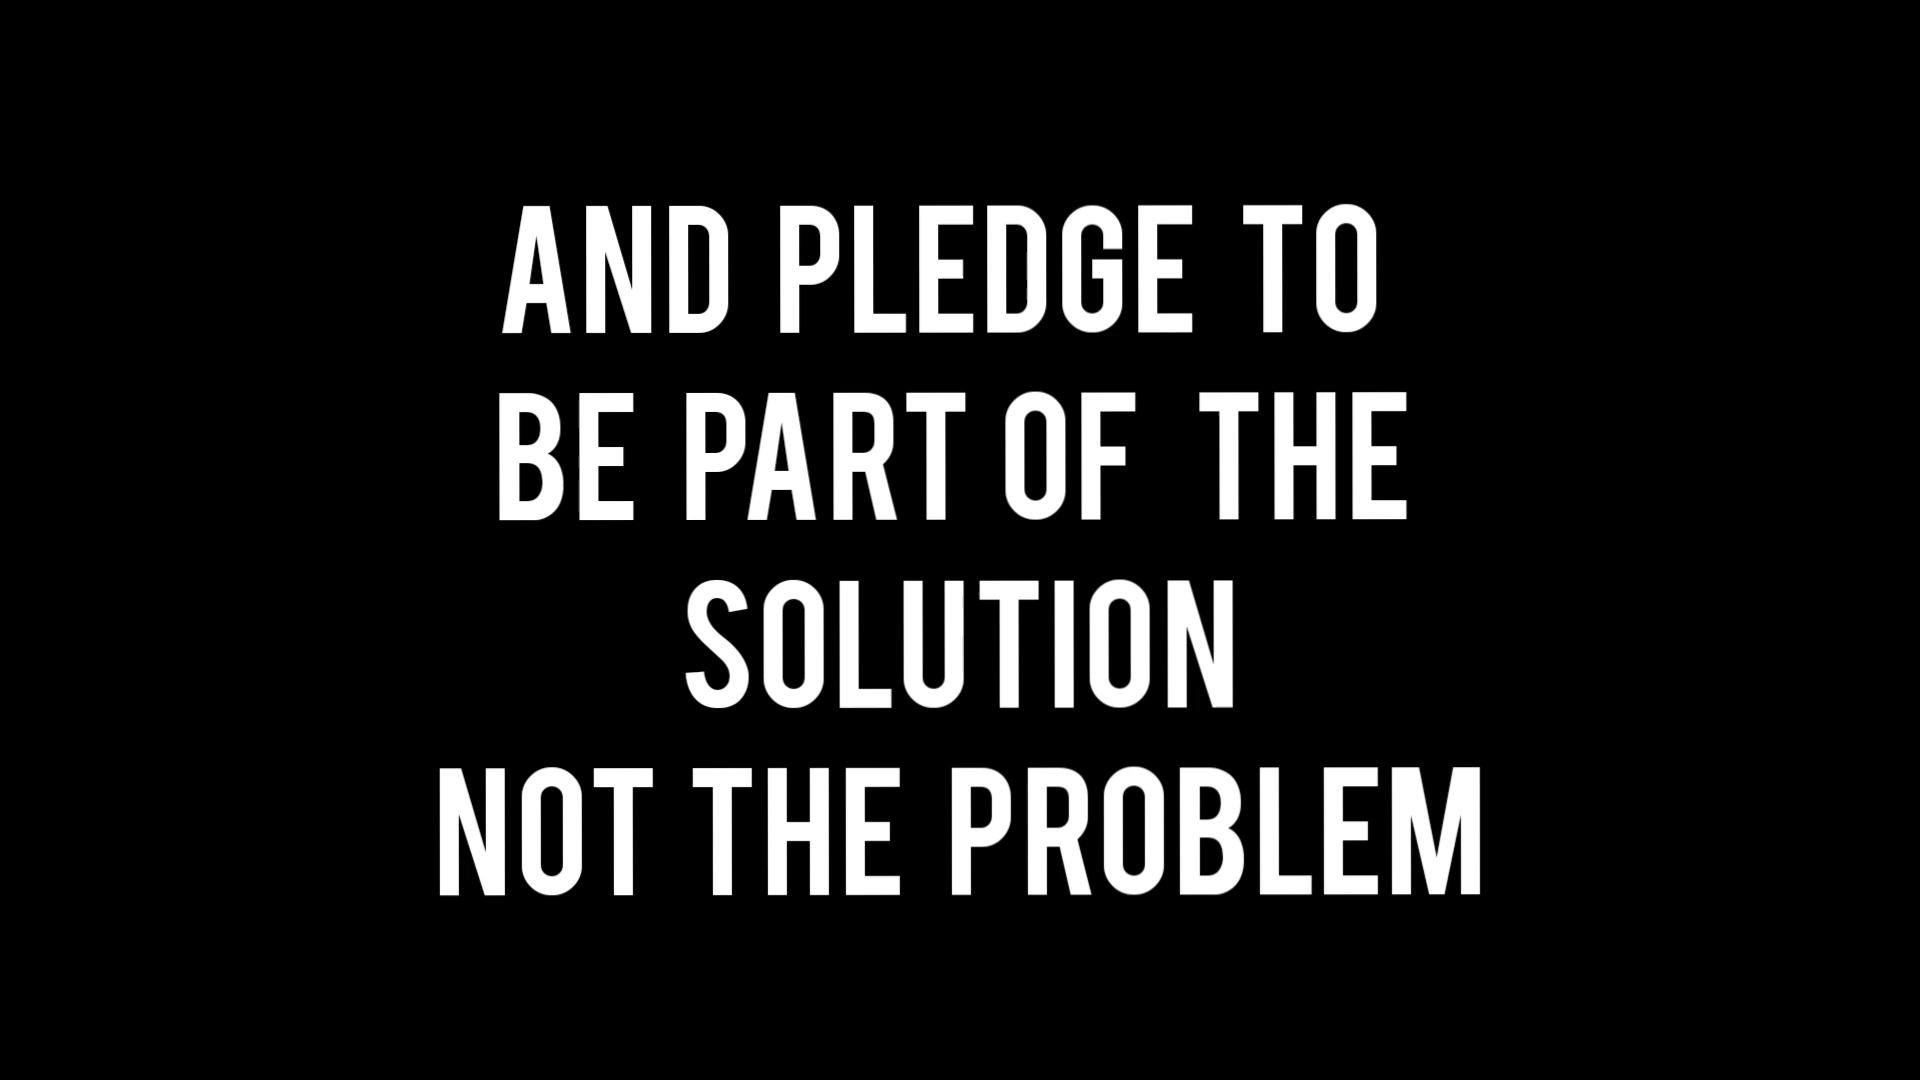 AND PLEDGE TO
BE PART OF THE
SOLUTION
NOT THE PROBLEM